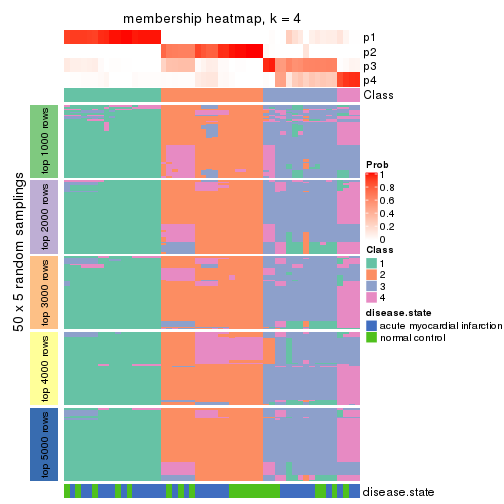 membership heatmap, k = 4
p1
p2
p3
p4
Class
50 x 5 random samplings
top 1000 rows
top 2000 rows
top 3000 rows
top 4000 rows
top 5000 rows
Prob
1
0.8
0.6
0.4
0.2
0
Class
1
2
3
4
disease.state
acute myocardial infarction
normal control
disease.state